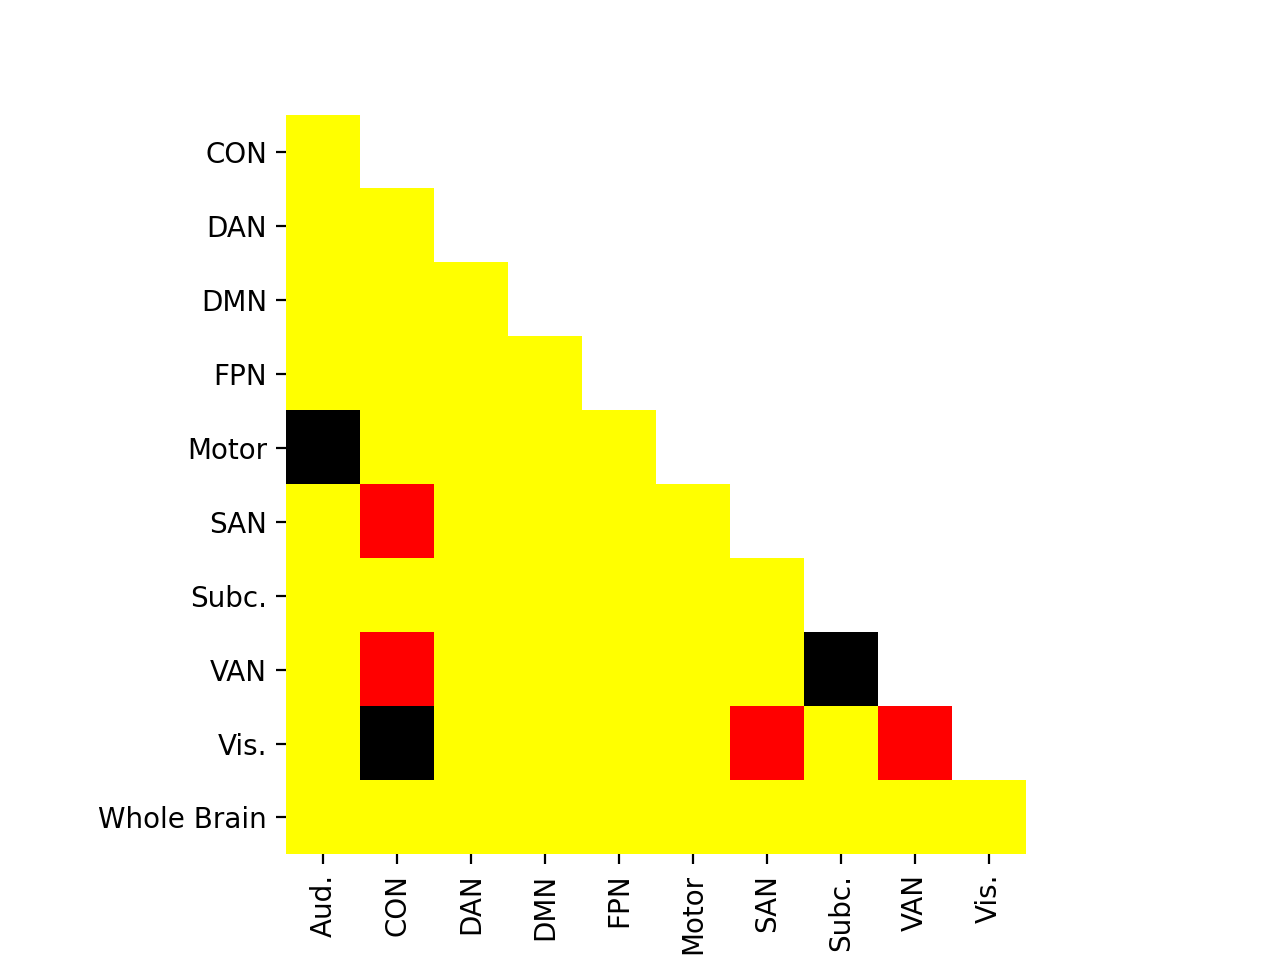 CON
DAN
DMN
FPN
Motor
SAN
Subc.
VAN
Vis.
Whole Brain
Aud.
CON
DAN
DMN
FPN
Motor
SAN
Subc.
VAN
Vis.